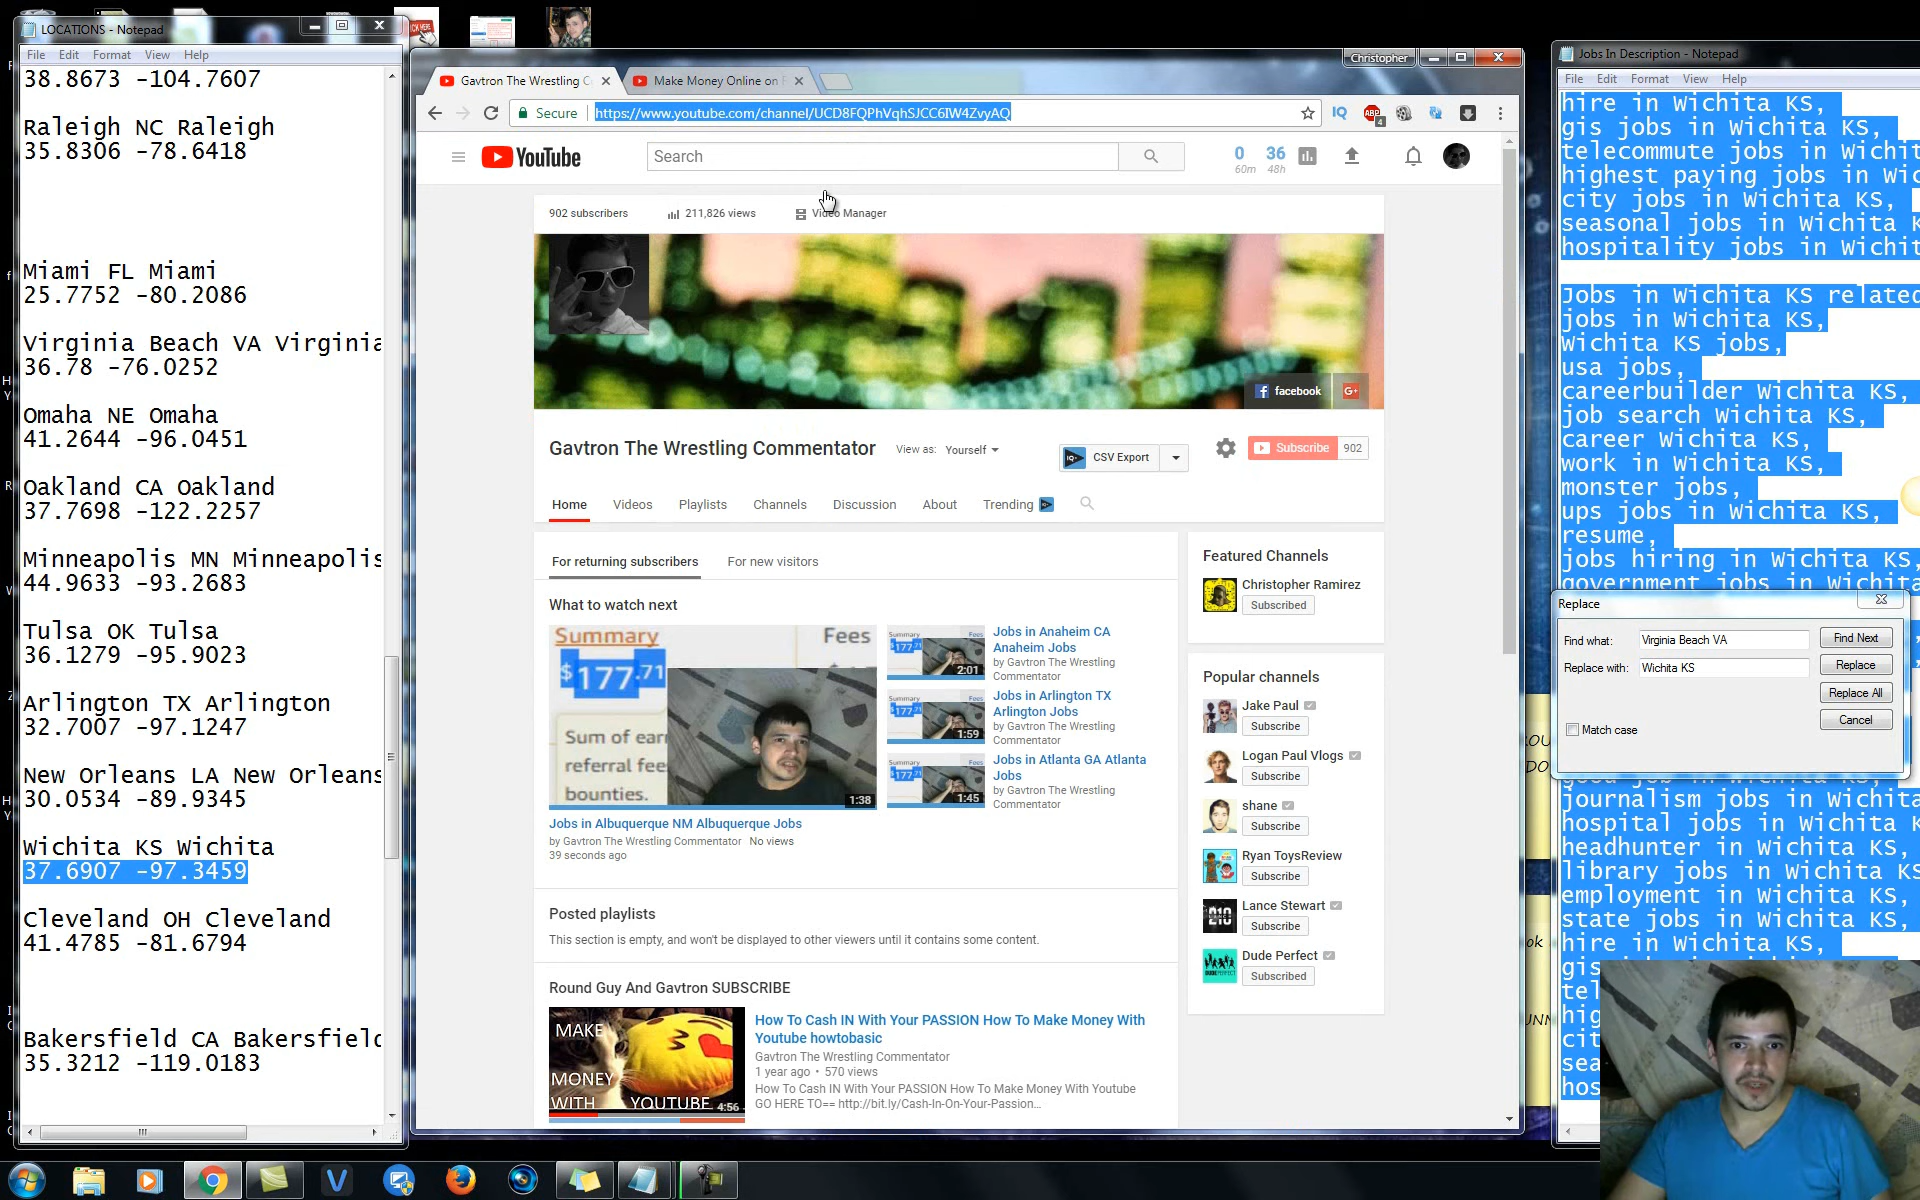 LOCATIONS - Notepad
File Edit Format View Help
38.8673 -104.7607
Raleigh NC Raleigh
35.8306 -78.6418
Miami FL Miami
25.7752 -80.2086
Virginia Beach VA Virginia
36.78 -76.0252
Omaha NE Omaha
41.2644 -96.0451
Oakland CA Oakland
37.7698 -122.2257
Minneapolis MN Minneapolis
44.9633 -93.2683
Tulsa OK Tulsa
36.1279 -95.9023
Arlington TX Arlington
32.7007 -97.1247
New Orleans LA New Orleans
30.0534 -89.9345
Wichita KS Wichita
37.6907 -97.3459
Cleveland OH Cleveland
41.4785 -81.6794
Bakersfield CA Bakersfield
35.3212 -119.0183
Christopher
Gavtron The Wrestling C
Make Money Online on
Secure
https://www.youtube.com/channel/UCD8FQPhVqhSJCC6IW4ZvyAQ
YouTube
Search
0 36
60m 48h
902 subscribers
211,826 views
Video Manager
facebook
G+
Gavtron The Wrestling Commentator
View as: Yourself
CSV Export
Subscribe 902
Home Videos Playlists Channels Discussion About Trending
For returning subscribers
For new visitors
What to watch next
Summary Fees
$177.71
Sum of earn
referral fees
bounties.
1:38
Jobs in Albuquerque NM Albuquerque Jobs
by Gavtron The Wrestling Commentator No views
39 seconds ago
2:01
Jobs in Anaheim CA
Anaheim Jobs
by Gavtron The Wrestling
Commentator
1:59
Jobs in Arlington TX
Arlington Jobs
by Gavtron The Wrestling
Commentator
1:45
Jobs in Atlanta GA Atlanta
Jobs
by Gavtron The Wrestling
Commentator
Posted playlists
This section is empty, and won't be displayed to other viewers until it contains some content.
Round Guy And Gavtron SUBSCRIBE
MAKE
MONEY
WITH YOUTUBE
4:56
How To Cash IN With Your PASSION How To Make Money With
Youtube howtobasic
Gavtron The Wrestling Commentator
1 year ago • 570 views
How To Cash IN With Your PASSION How To Make Money With Youtube
GO HERE TO== http://bit.ly/Cash-In-On-Your-Passion...
Featured Channels
Christopher Ramirez
Subscribed
Popular channels
Jake Paul
Subscribe
Logan Paul Vlogs
Subscribe
shane
Subscribe
Ryan ToysReview
Subscribe
Lance Stewart
Subscribe
Dude Perfect
Subscribed
Jobs In Description - Notepad
File Edit Format View Help
hire in Wichita KS,
gis jobs in Wichita KS,
telecommute jobs in Wichit
highest paying jobs in Wic
city jobs in Wichita KS,
seasonal jobs in Wichita K
hospitality jobs in Wichit
Jobs in Wichita KS related
jobs in Wichita KS,
Wichita KS jobs,
usa jobs,
careerbuilder Wichita KS,
job search Wichita KS,
career Wichita KS,
work in Wichita KS,
monster jobs,
ups jobs in Wichita KS,
resume,
jobs hiring in Wichita KS,
government jobs in Wichita
Replace
Find what: Virginia Beach VA
Replace with: Wichita KS
Match case
Find Next
Replace
Replace All
Cancel
good job in Wichita KS,
journalism jobs in Wichita
hospital jobs in Wichita K
headhunter in Wichita KS,
library jobs in Wichita KS
employment in Wichita KS,
state jobs in Wichita KS,
hire in Wichita KS,
gis
tel
hig
cit
sea
hos